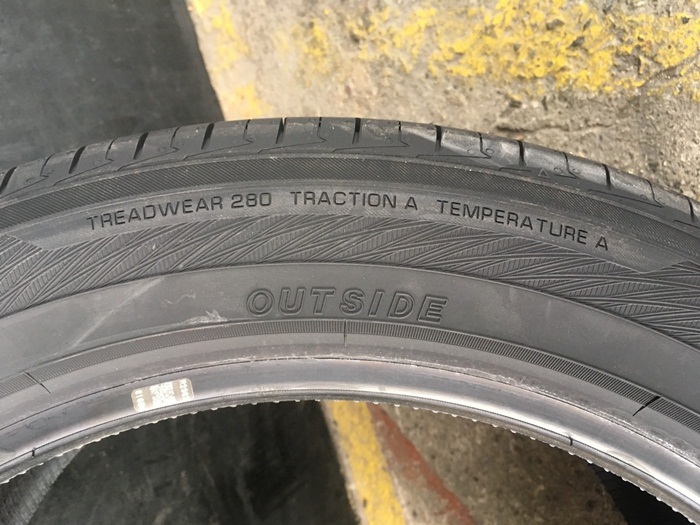 TREADWEAR 280 TRACTION A TEMPERATURE A
OUTSIDE